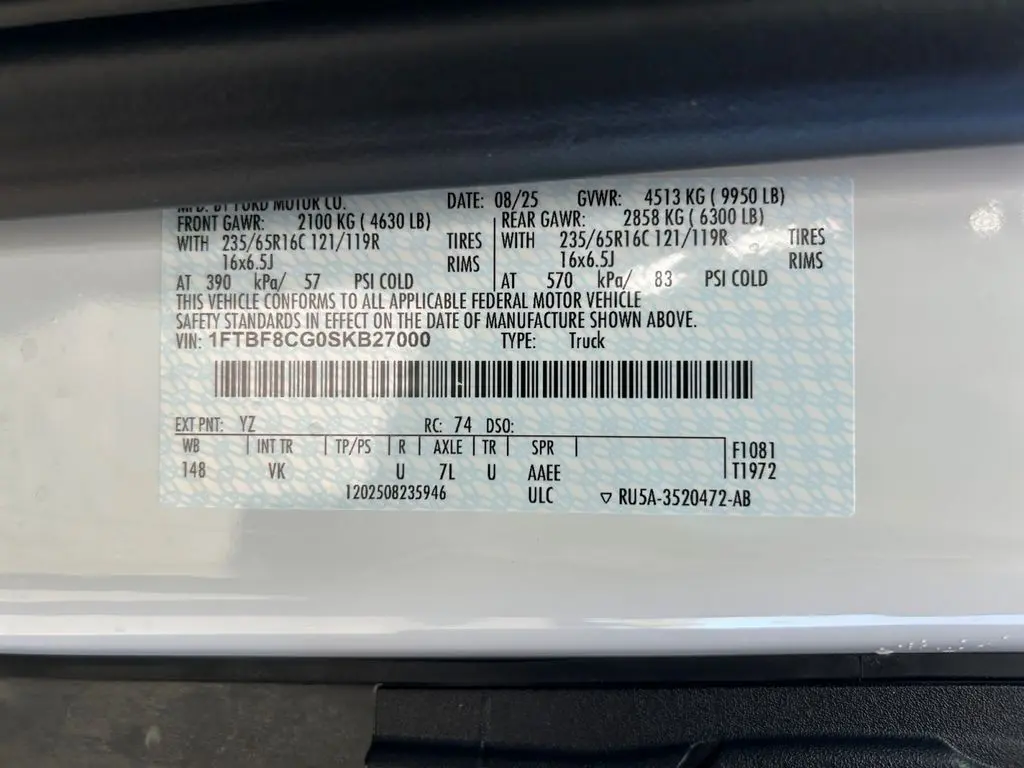 MFD. BY FORD MOTOR CO. DATE: 08/25 GVWR: 4513 KG ( 9950 LB)
FRONT GAWR: 2100 KG ( 4630 LB) REAR GAWR: 2858 KG ( 6300 LB)
WITH 235/65R16C 121/119R TIRES WITH 235/65R16C 121/119R TIRES
16x6.5J RIMS 16x6.5J RIMS
AT 390 kPa/ 57 PSI COLD AT 570 kPa/ 83 PSI COLD
THIS VEHICLE CONFORMS TO ALL APPLICABLE FEDERAL MOTOR VEHICLE
SAFETY STANDARDS IN EFFECT ON THE DATE OF MANUFACTURE SHOWN ABOVE.
VIN: 1FTBF8CG0SKB27000 TYPE: Truck
EXT PNT: YZ RC: 74 DSO:
WB INT TR TP/PS R AXLE TR SPR F1081
148 VK U 7L U AAEE T1972
1202508235946 ULC ▽ RU5A-3520472-AB